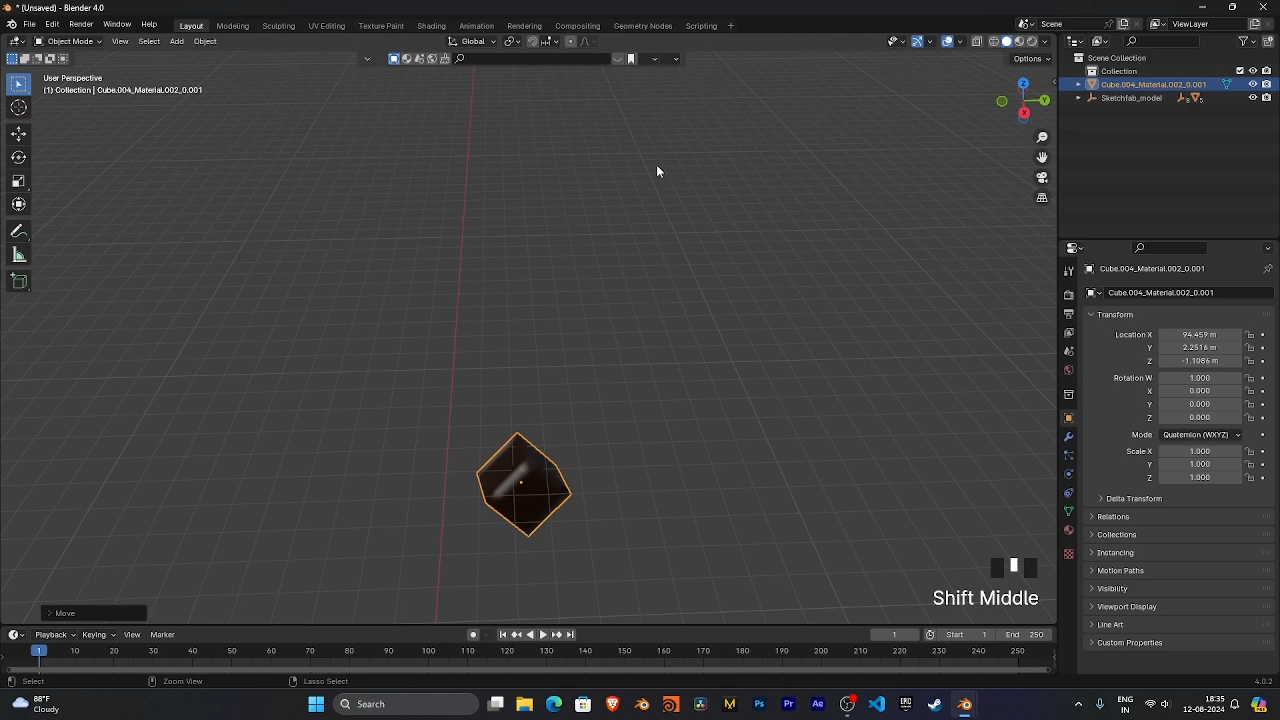 * (Unsaved) - Blender 4.0
File Edit Render Window Help Layout Modeling Sculpting UV Editing Texture Paint Shading Animation Rendering Compositing Geometry Nodes Scripting + Scene ViewLayer
Object Mode View Select Add Object Global
Options
User Perspective
(1) Collection | Cube.004_Material.002_0.001
Z
Y
X
Scene Collection
Collection
Cube.004_Material.002_0.001
Sketchfab_model
Cube.004_Material.002_0.001
Cube.004_Material.002_0.001
Transform
Location X 94.459 m
Y 2.2516 m
Z -1.1086 m
Rotation W 1.000
X 0.000
Y 0.000
Z 0.000
Mode Quaternion (WXYZ)
Scale X 1.000
Y 1.000
Z 1.000
Delta Transform
Relations
Collections
Instancing
Motion Paths
Visibility
Viewport Display
Line Art
Custom Properties
Shift Middle
Move
Playback Keying View Marker 1 Start 1 End 250
1 10 20 30 40 50 60 70 80 90 100 110 120 130 140 150 160 170 180 190 200 210 220 230 240 250
Select Zoom View Lasso Select 4.0.2
88°F
Cloudy
Search
ENG
IN
18:35
12-08-2024